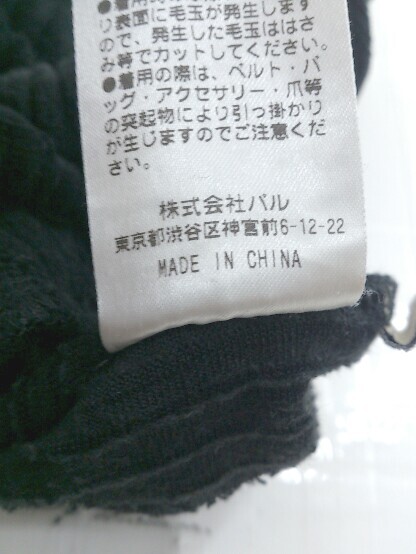 り表面に毛玉が発生します
ので、発生した毛玉ははさ
み等でカットしてください。
●着用の際は、ベルト・バ
ッグ・アクセサリー・爪等
の突起物により引っ掛かり
が生じますのでご注意くだ
さい。
株式会社パル
東京都渋谷区神宮前6-12-22
MADE IN CHINA